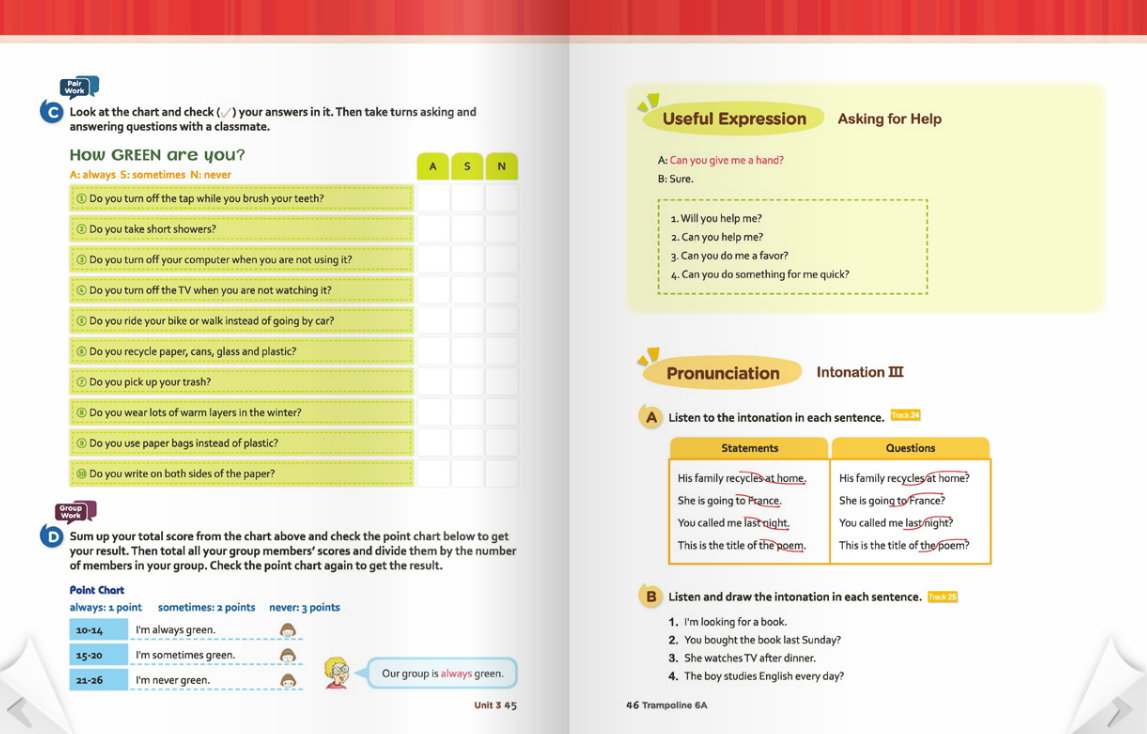 Pair
Work
C Look at the chart and check (✓) your answers in it. Then take turns asking and
answering questions with a classmate.
How GREEN are you?
A: always S: sometimes N: never
A S N
① Do you turn off the tap while you brush your teeth?
② Do you take short showers?
③ Do you turn off your computer when you are not using it?
④ Do you turn off the TV when you are not watching it?
⑤ Do you ride your bike or walk instead of going by car?
⑥ Do you recycle paper, cans, glass and plastic?
⑦ Do you pick up your trash?
⑧ Do you wear lots of warm layers in the winter?
⑨ Do you use paper bags instead of plastic?
⑩ Do you write on both sides of the paper?
Group
Work
D Sum up your total score from the chart above and check the point chart below to get
your result. Then total all your group members' scores and divide them by the number
of members in your group. Check the point chart again to get the result.
Point Chart
always: 1 point sometimes: 2 points never: 3 points
10-14 I'm always green.
15-20 I'm sometimes green.
21-26 I'm never green.
Our group is always green.
Unit 3 45
Useful Expression Asking for Help
A: Can you give me a hand?
B: Sure.
1. Will you help me?
2. Can you help me?
3. Can you do me a favor?
4. Can you do something for me quick?
Pronunciation Intonation III
A Listen to the intonation in each sentence. Track 24
Statements Questions
His family recycles at home. His family recycles at home?
She is going to France. She is going to France?
You called me last night. You called me last night?
This is the title of the poem. This is the title of the poem?
B Listen and draw the intonation in each sentence. Track 25
1. I'm looking for a book.
2. You bought the book last Sunday?
3. She watches TV after dinner.
4. The boy studies English every day?
46 Trampoline 6A